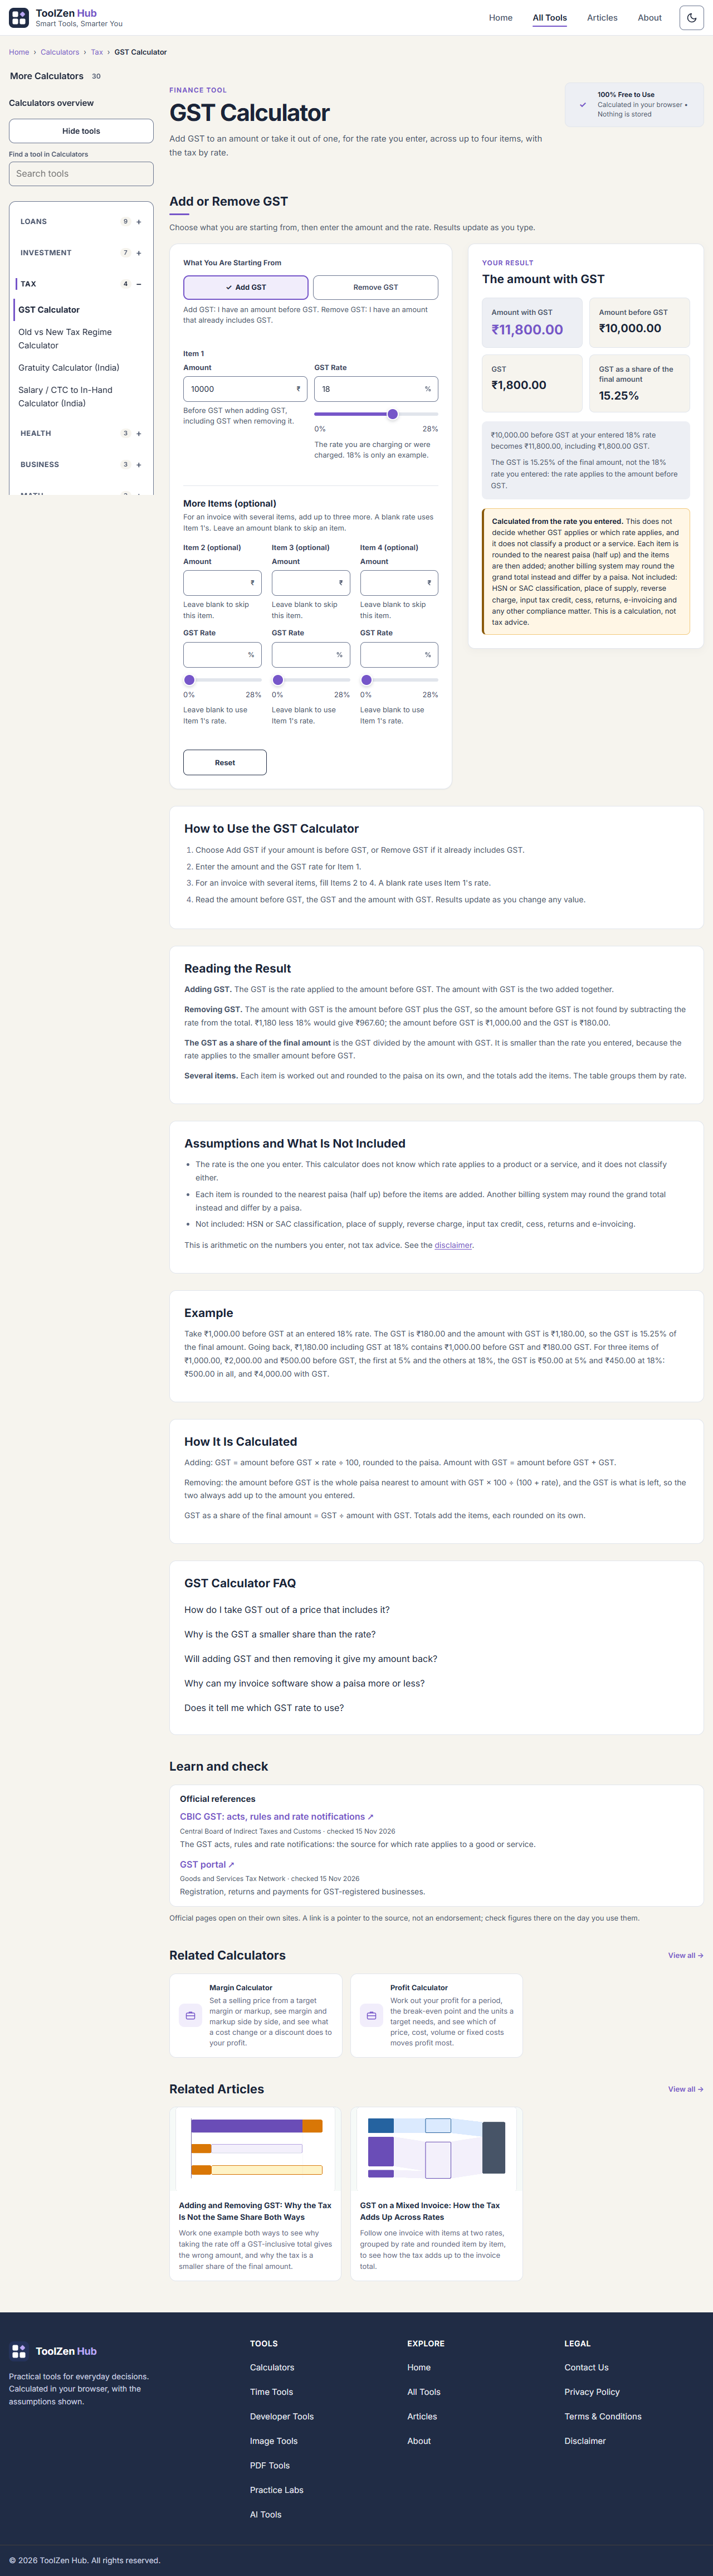 ToolZen Hub
Smart Tools, Smarter You
Home
All Tools
Articles
About
Home › Calculators › Tax › GST Calculator
More Calculators 30
Calculators overview
Hide tools
Find a tool in Calculators
Search tools
LOANS 9 +
INVESTMENT 7 +
TAX 4 −
GST Calculator
Old vs New Tax Regime
Calculator
Gratuity Calculator (India)
Salary / CTC to In-Hand
Calculator (India)
HEALTH 3 +
BUSINESS 3 +
FINANCE TOOL
GST Calculator
Add GST to an amount or take it out of one, for the rate you enter, across up to four items, with
the tax by rate.
✓
100% Free to Use
Calculated in your browser •
Nothing is stored
Add or Remove GST
Choose what you are starting from, then enter the amount and the rate. Results update as you type.
What You Are Starting From
✓ Add GST
Remove GST
Add GST: I have an amount before GST. Remove GST: I have an amount
that already includes GST.
Item 1
Amount
10000 ₹
Before GST when adding GST,
including GST when removing it.
GST Rate
18 %
0% 28%
The rate you are charging or were
charged. 18% is only an example.
More Items (optional)
For an invoice with several items, add up to three more. A blank rate uses
Item 1's. Leave an amount blank to skip an item.
Item 2 (optional)
Amount
₹
Leave blank to skip
this item.
GST Rate
%
0% 28%
Leave blank to use
Item 1's rate.
Item 3 (optional)
Amount
₹
Leave blank to skip
this item.
GST Rate
%
0% 28%
Leave blank to use
Item 1's rate.
Item 4 (optional)
Amount
₹
Leave blank to skip
this item.
GST Rate
%
0% 28%
Leave blank to use
Item 1's rate.
Reset
YOUR RESULT
The amount with GST
Amount with GST
₹11,800.00
Amount before GST
₹10,000.00
GST
₹1,800.00
GST as a share of the
final amount
15.25%
₹10,000.00 before GST at your entered 18% rate
becomes ₹11,800.00, including ₹1,800.00 GST.
The GST is 15.25% of the final amount, not the 18%
rate you entered: the rate applies to the amount before
GST.
Calculated from the rate you entered. This does not
decide whether GST applies or which rate applies, and
it does not classify a product or a service. Each item is
rounded to the nearest paisa (half up) and the items
are then added; another billing system may round the
grand total instead and differ by a paisa. Not included:
HSN or SAC classification, place of supply, reverse
charge, input tax credit, cess, returns, e-invoicing and
any other compliance matter. This is a calculation, not
tax advice.
How to Use the GST Calculator
1. Choose Add GST if your amount is before GST, or Remove GST if it already includes GST.
2. Enter the amount and the GST rate for Item 1.
3. For an invoice with several items, fill Items 2 to 4. A blank rate uses Item 1's rate.
4. Read the amount before GST, the GST and the amount with GST. Results update as you change any value.
Reading the Result
Adding GST. The GST is the rate applied to the amount before GST. The amount with GST is the two added together.
Removing GST. The amount with GST is the amount before GST plus the GST, so the amount before GST is not found by subtracting the
rate from the total. ₹1,180 less 18% would give ₹967.60; the amount before GST is ₹1,000.00 and the GST is ₹180.00.
The GST as a share of the final amount is the GST divided by the amount with GST. It is smaller than the rate you entered, because the
rate applies to the smaller amount before GST.
Several items. Each item is worked out and rounded to the paisa on its own, and the totals add the items. The table groups them by rate.
Assumptions and What Is Not Included
• The rate is the one you enter. This calculator does not know which rate applies to a product or a service, and it does not classify
either.
• Each item is rounded to the nearest paisa (half up) before the items are added. Another billing system may round the grand total
instead and differ by a paisa.
• Not included: HSN or SAC classification, place of supply, reverse charge, input tax credit, cess, returns and e-invoicing.
This is arithmetic on the numbers you enter, not tax advice. See the disclaimer.
Example
Take ₹1,000.00 before GST at an entered 18% rate. The GST is ₹180.00 and the amount with GST is ₹1,180.00, so the GST is 15.25% of
the final amount. Going back, ₹1,180.00 including GST at 18% contains ₹1,000.00 before GST and ₹180.00 GST. For three items of
₹1,000.00, ₹2,000.00 and ₹500.00 before GST, the first at 5% and the others at 18%, the GST is ₹50.00 at 5% and ₹450.00 at 18%:
₹500.00 in all, and ₹4,000.00 with GST.
How It Is Calculated
Adding: GST = amount before GST × rate ÷ 100, rounded to the paisa. Amount with GST = amount before GST + GST.
Removing: the amount before GST is the whole paisa nearest to amount with GST × 100 ÷ (100 + rate), and the GST is what is left, so the
two always add up to the amount you entered.
GST as a share of the final amount = GST ÷ amount with GST. Totals add the items, each rounded on its own.
GST Calculator FAQ
How do I take GST out of a price that includes it?
Why is the GST a smaller share than the rate?
Will adding GST and then removing it give my amount back?
Why can my invoice software show a paisa more or less?
Does it tell me which GST rate to use?
Learn and check
Official references
CBIC GST: acts, rules and rate notifications ↗
Central Board of Indirect Taxes and Customs · checked 15 Nov 2026
The GST acts, rules and rate notifications: the source for which rate applies to a good or service.
GST portal ↗
Goods and Services Tax Network · checked 15 Nov 2026
Registration, returns and payments for GST-registered businesses.
Official pages open on their own sites. A link is a pointer to the source, not an endorsement; check figures there on the day you use them.
Related Calculators
View all →
Margin Calculator
Set a selling price from a target
margin or markup, see margin and
markup side by side, and see what
a cost change or a discount does to
your profit.
Profit Calculator
Work out your profit for a period,
the break-even point and the units a
target needs, and see which of
price, cost, volume or fixed costs
moves profit most.
Related Articles
View all →
Adding and Removing GST: Why the Tax
Is Not the Same Share Both Ways
Work one example both ways to see why
taking the rate off a GST-inclusive total gives
the wrong amount, and why the tax is a
smaller share of the final amount.
GST on a Mixed Invoice: How the Tax
Adds Up Across Rates
Follow one invoice with items at two rates,
grouped by rate and rounded item by item,
to see how the tax adds up to the invoice
total.
ToolZen Hub
Practical tools for everyday decisions.
Calculated in your browser, with the
assumptions shown.
TOOLS
Calculators
Time Tools
Developer Tools
Image Tools
PDF Tools
Practice Labs
AI Tools
EXPLORE
Home
All Tools
Articles
About
LEGAL
Contact Us
Privacy Policy
Terms & Conditions
Disclaimer
© 2026 ToolZen Hub. All rights reserved.